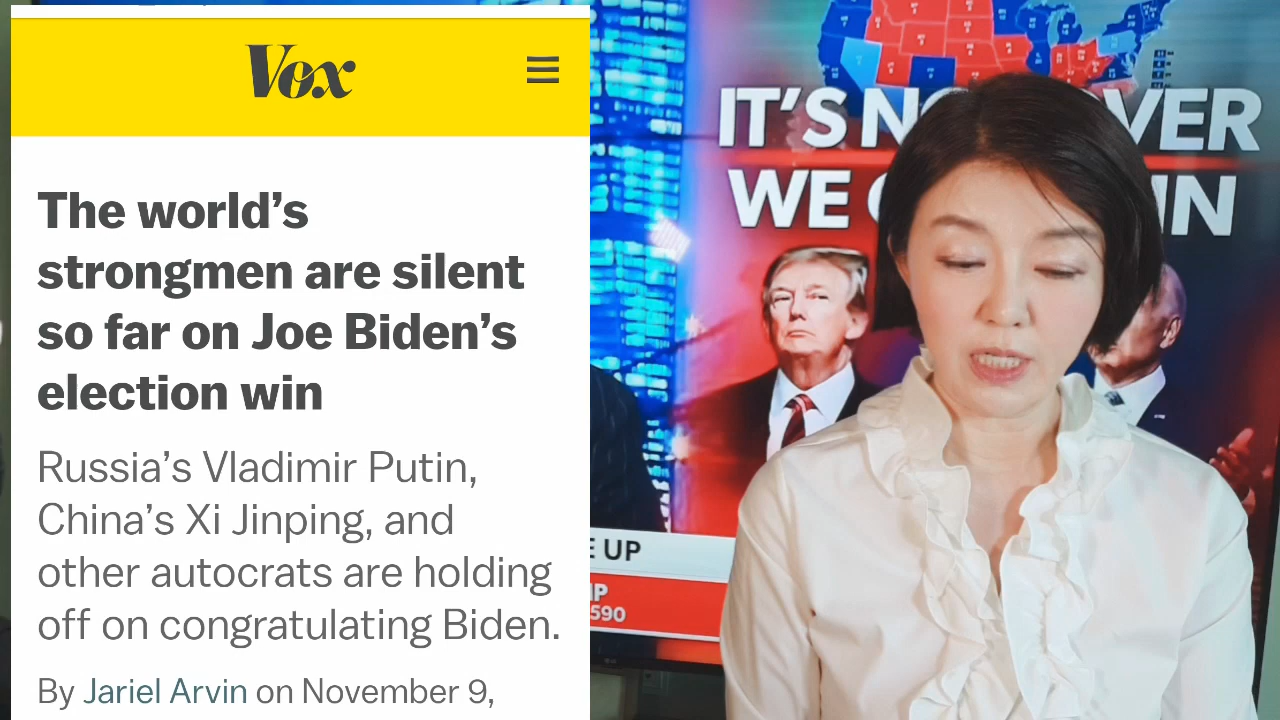 Vox
The world's
strongmen are silent
so far on Joe Biden's
election win
Russia's Vladimir Putin,
China's Xi Jinping, and
other autocrats are holding
off on congratulating Biden.
By Jariel Arvin on November 9,
IT'S
WE
UP
590